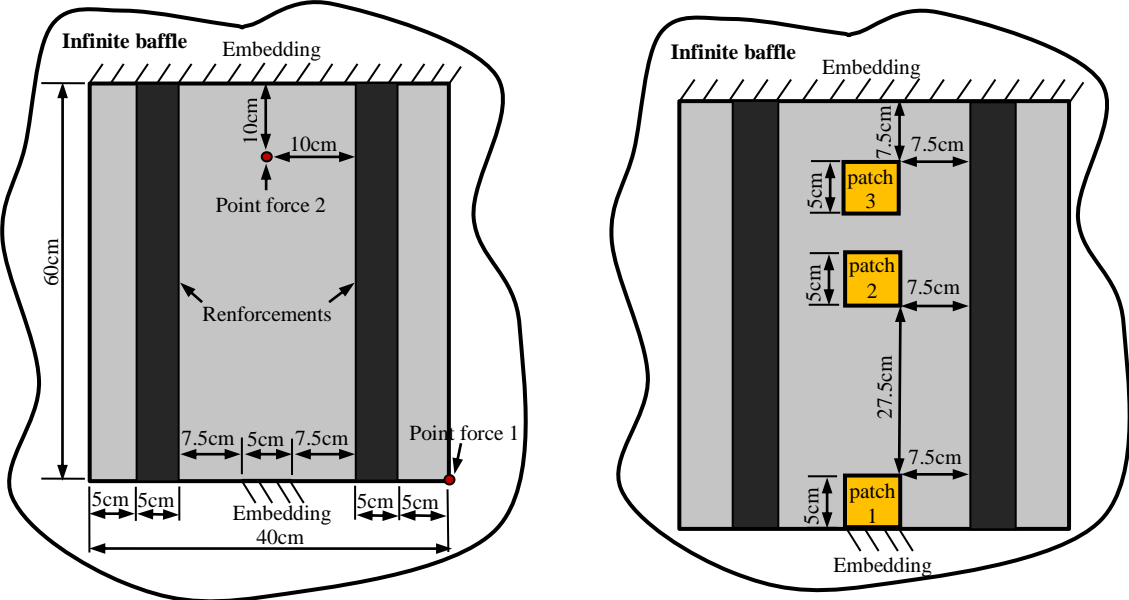 Infinite baffle
Embedding
10cm
10cm
Point force 2
60cm
Renforcements
Point force 1
7.5cm
5cm
7.5cm
5cm
5cm
Embedding
5cm
5cm
40cm
Infinite baffle
Embedding
7.5cm
7.5cm
5cm
patch
3
5cm
patch
2
7.5cm
27.5cm
7.5cm
5cm
patch
1
Embedding